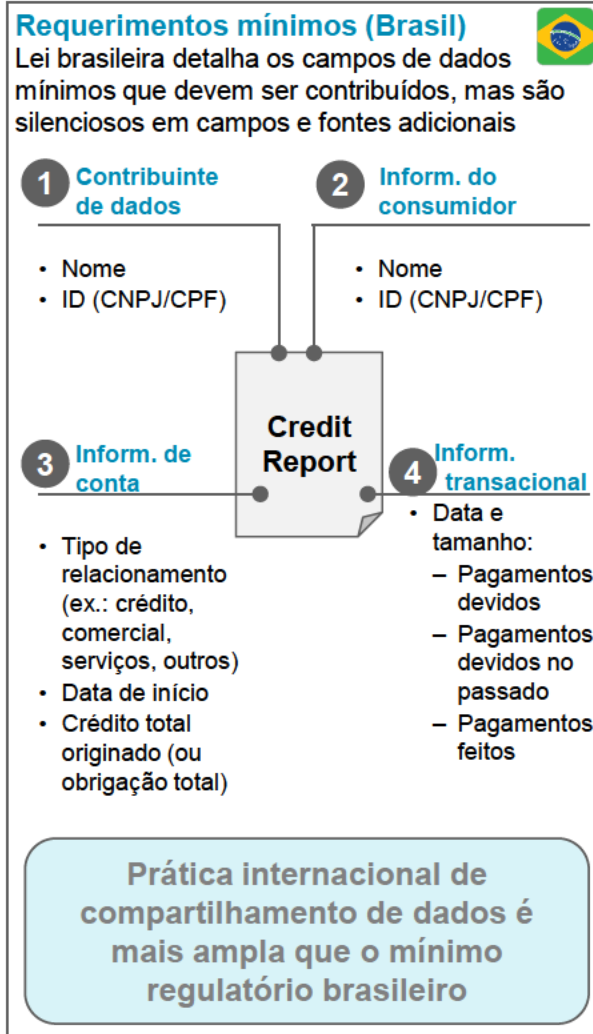 Requerimentos mínimos (Brasil)
Lei brasileira detalha os campos de dados
mínimos que devem ser contribuídos, mas são
silenciosos em campos e fontes adicionais
1 Contribuinte
de dados
• Nome
• ID (CNPJ/CPF)
2 Inform. do
consumidor
• Nome
• ID (CNPJ/CPF)
Credit
Report
3 Inform. de
conta
• Tipo de
relacionamento
(ex.: crédito,
comercial,
serviços, outros)
• Data de início
• Crédito total
originado (ou
obrigação total)
4 Inform.
transacional
• Data e
tamanho:
– Pagamentos
devidos
– Pagamentos
devidos no
passado
– Pagamentos
feitos
Prática internacional de
compartilhamento de dados é
mais ampla que o mínimo
regulatório brasileiro